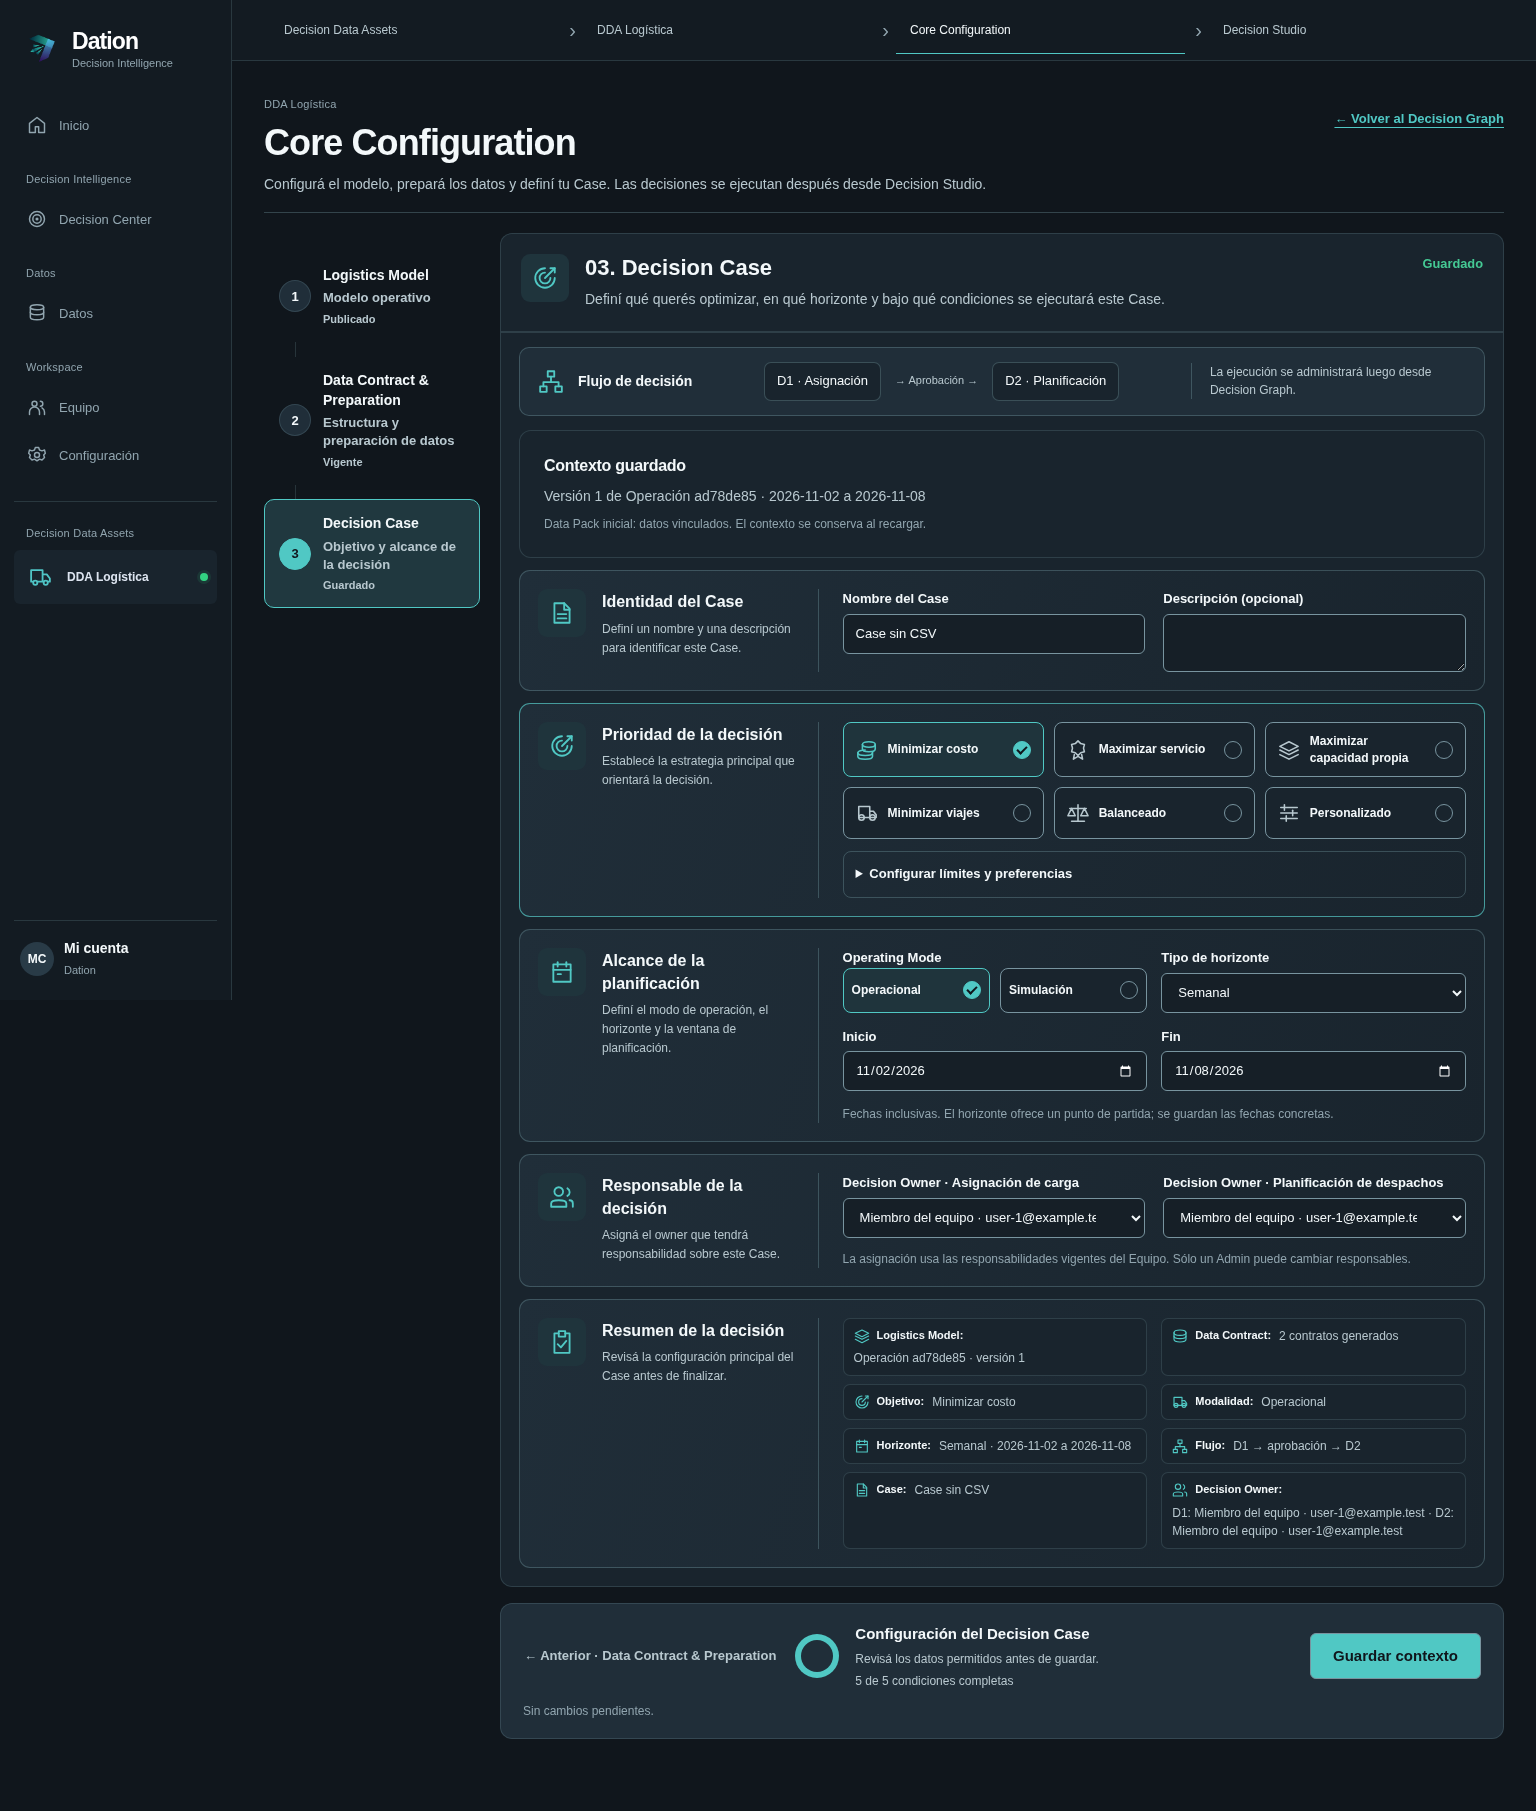 Dation
Decision Intelligence
Inicio
Decision Intelligence
Decision Center
Datos
Datos
Workspace
Equipo
Configuración
Decision Data Assets
DDA Logística
MC
Mi cuenta
Dation
Decision Data Assets
›
DDA Logística
›
Core Configuration
›
Decision Studio
DDA Logística
Core Configuration
← Volver al Decision Graph
Configurá el modelo, prepará los datos y definí tu Case. Las decisiones se ejecutan después desde Decision Studio.
1
Logistics Model
Modelo operativo
Publicado
2
Data Contract &
Preparation
Estructura y
preparación de datos
Vigente
3
Decision Case
Objetivo y alcance de
la decisión
Guardado
03. Decision Case
Guardado
Definí qué querés optimizar, en qué horizonte y bajo qué condiciones se ejecutará este Case.
Flujo de decisión
D1 · Asignación
→ Aprobación →
D2 · Planificación
La ejecución se administrará luego desde
Decision Graph.
Contexto guardado
Versión 1 de Operación ad78de85 · 2026-11-02 a 2026-11-08
Data Pack inicial: datos vinculados. El contexto se conserva al recargar.
Identidad del Case
Definí un nombre y una descripción
para identificar este Case.
Nombre del Case
Case sin CSV
Descripción (opcional)
Prioridad de la decisión
Establecé la estrategia principal que
orientará la decisión.
Minimizar costo
Maximizar servicio
Maximizar
capacidad propia
Minimizar viajes
Balanceado
Personalizado
▶ Configurar límites y preferencias
Alcance de la
planificación
Definí el modo de operación, el
horizonte y la ventana de
planificación.
Operating Mode
Operacional
Simulación
Tipo de horizonte
Semanal
Inicio
11/02/2026
Fin
11/08/2026
Fechas inclusivas. El horizonte ofrece un punto de partida; se guardan las fechas concretas.
Responsable de la
decisión
Asigná el owner que tendrá
responsabilidad sobre este Case.
Decision Owner · Asignación de carga
Miembro del equipo · user-1@example.te
Decision Owner · Planificación de despachos
Miembro del equipo · user-1@example.te
La asignación usa las responsabilidades vigentes del Equipo. Sólo un Admin puede cambiar responsables.
Resumen de la decisión
Revisá la configuración principal del
Case antes de finalizar.
Logistics Model:
Operación ad78de85 · versión 1
Data Contract: 2 contratos generados
Objetivo: Minimizar costo
Modalidad: Operacional
Horizonte: Semanal · 2026-11-02 a 2026-11-08
Flujo: D1 → aprobación → D2
Case: Case sin CSV
Decision Owner:
D1: Miembro del equipo · user-1@example.test · D2:
Miembro del equipo · user-1@example.test
← Anterior · Data Contract & Preparation
Configuración del Decision Case
Revisá los datos permitidos antes de guardar.
5 de 5 condiciones completas
Guardar contexto
Sin cambios pendientes.